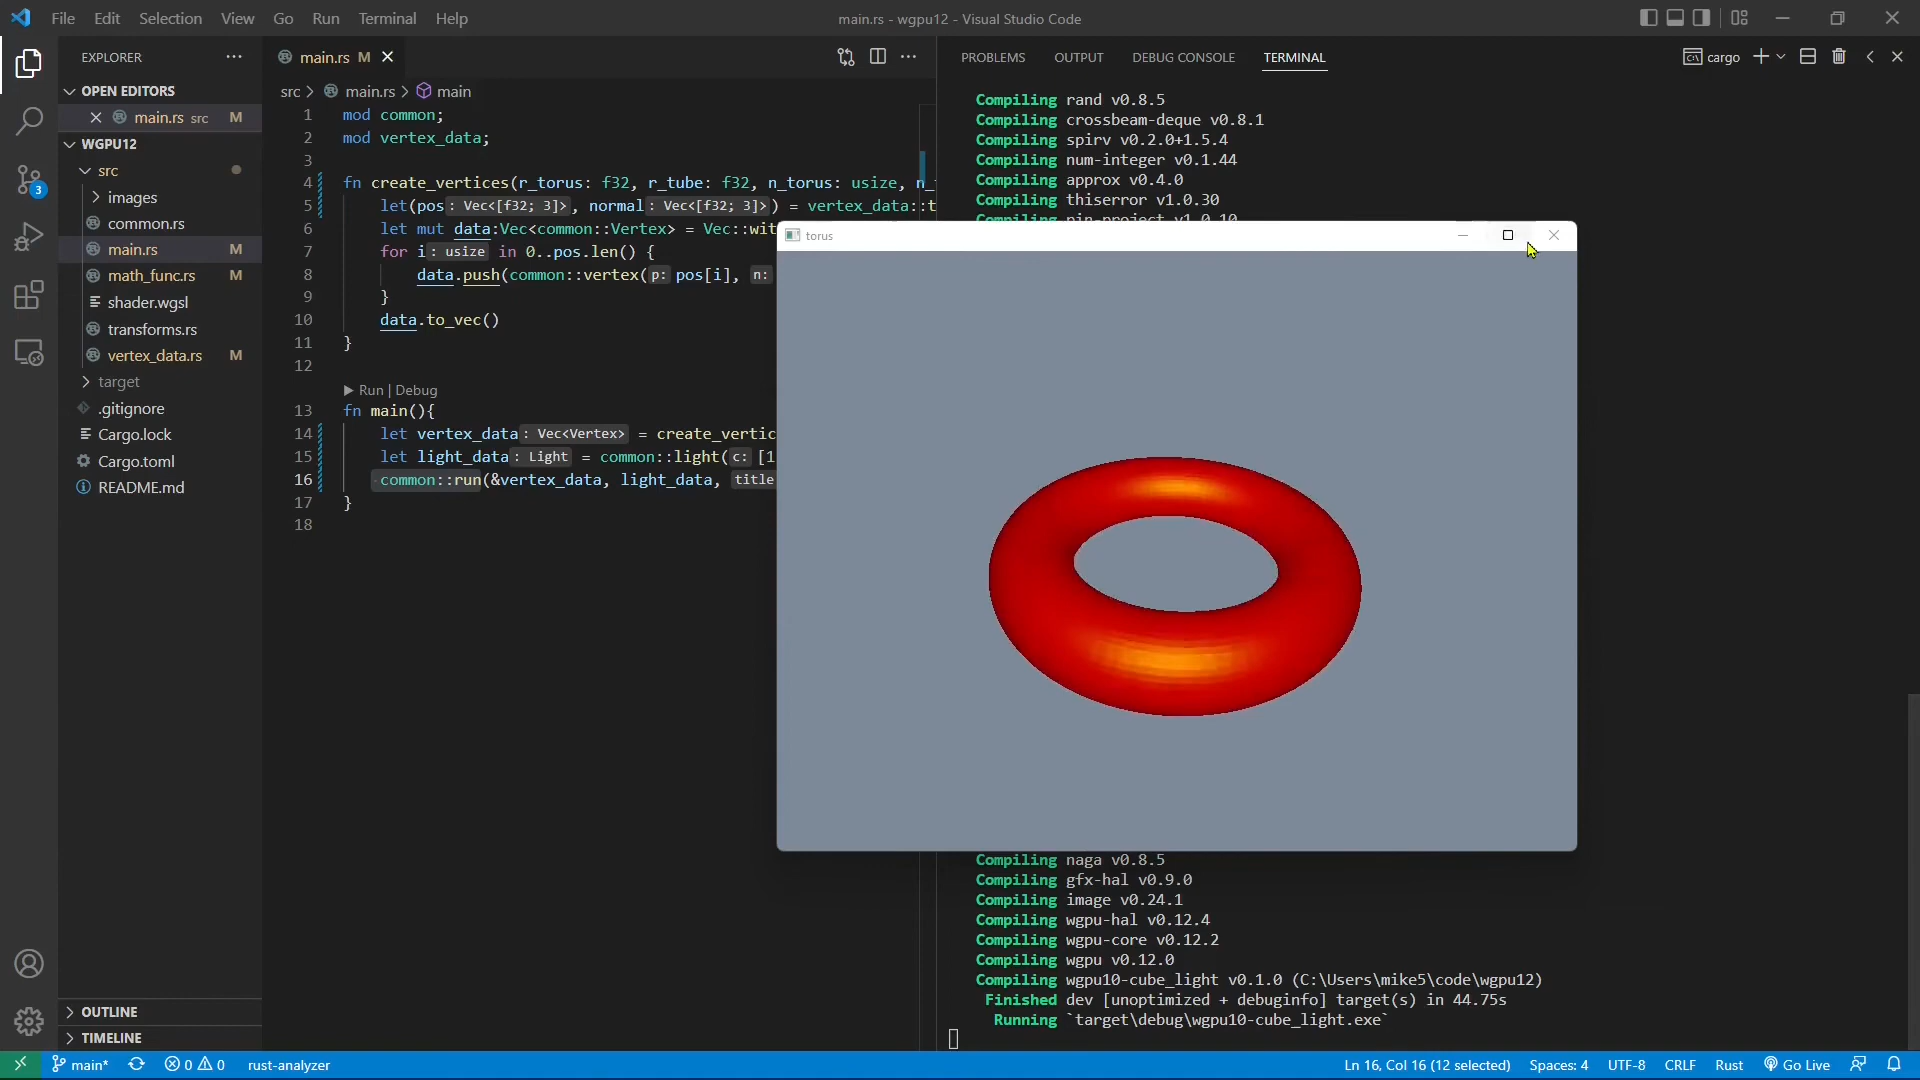 File Edit Selection View Go Run Terminal Help
main.rs - wgpu12 - Visual Studio Code
EXPLORER
OPEN EDITORS
main.rs src M
WGPU12
src
images
common.rs
main.rs M
math_func.rs M
shader.wgsl
transforms.rs
vertex_data.rs M
target
.gitignore
Cargo.lock
Cargo.toml
README.md
OUTLINE
TIMELINE
3
main.rs M
src > main.rs > main
1 mod common;
2 mod vertex_data;
3
4 fn create_vertices(r_torus: f32, r_tube: f32, n_torus: usize, n_
5 let(pos: Vec<[f32; 3]>, normal: Vec<[f32; 3]>) = vertex_data::t
6 let mut data:Vec<common::Vertex> = Vec::wit
7 for i: usize in 0..pos.len() {
8 data.push(common::vertex(p: pos[i], n:
9 }
10 data.to_vec()
11 }
12
Run | Debug
13 fn main(){
14 let vertex_data: Vec<Vertex> = create_vertic
15 let light_data: Light = common::light(c: [1
16 common::run(&vertex_data, light_data, title
17 }
18
PROBLEMS OUTPUT DEBUG CONSOLE TERMINAL
cargo
Compiling rand v0.8.5
Compiling crossbeam-deque v0.8.1
Compiling spirv v0.2.0+1.5.4
Compiling num-integer v0.1.44
Compiling approx v0.4.0
Compiling thiserror v1.0.30
Compiling pin-project v1.0.10
torus
Compiling naga v0.8.5
Compiling gfx-hal v0.9.0
Compiling image v0.24.1
Compiling wgpu-hal v0.12.4
Compiling wgpu-core v0.12.2
Compiling wgpu v0.12.0
Compiling wgpu10-cube_light v0.1.0 (C:\Users\mike5\code\wgpu12)
Finished dev [unoptimized + debuginfo] target(s) in 44.75s
Running `target\debug\wgpu10-cube_light.exe`
main* 0 0 rust-analyzer
Ln 16, Col 16 (12 selected) Spaces: 4 UTF-8 CRLF Rust Go Live